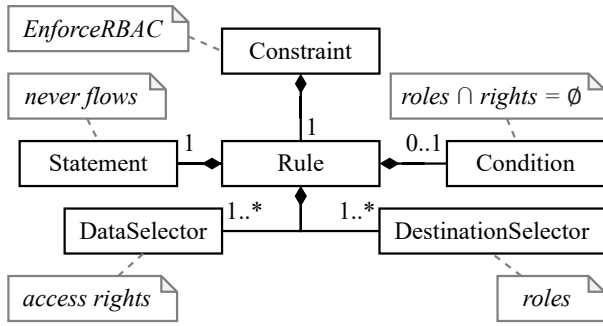 EnforceRBAC
Constraint
never flows
roles ∩ rights = ∅
1
1
0..1
Statement
Rule
Condition
1..*
1..*
DataSelector
DestinationSelector
access rights
roles